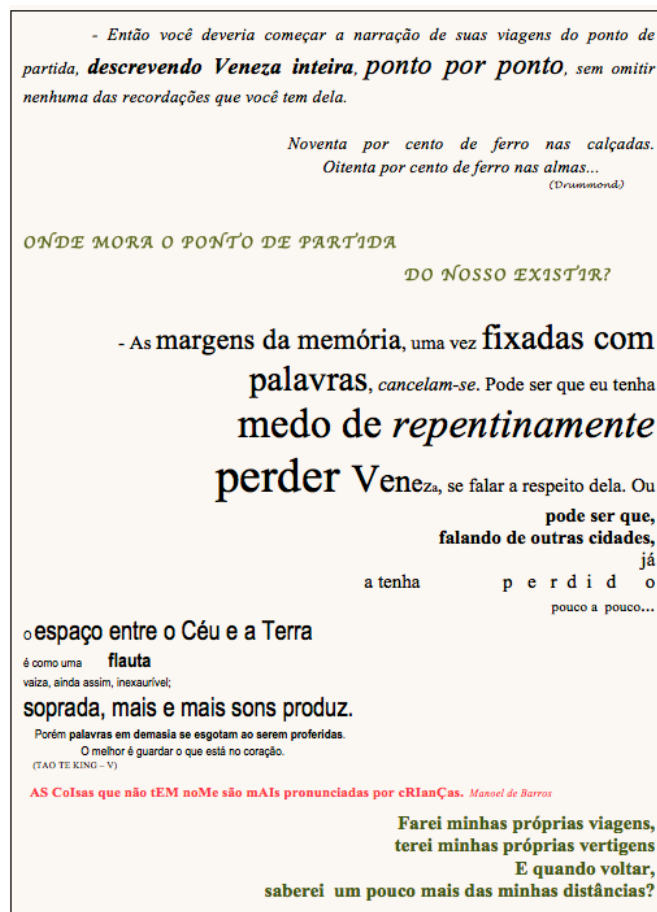 - Então você deveria começar a narração de suas viagens do ponto de
partida, descrevendo Veneza inteira, ponto por ponto, sem omitir
nenhuma das recordações que você tem dela.
Noventa por cento de ferro nas calçadas.
Oitenta por cento de ferro nas almas...
(Drummond)
ONDE MORA O PONTO DE PARTIDA
DO NOSSO EXISTIR?
- As margens da memória, uma vez fixadas com
palavras, cancelam-se. Pode ser que eu tenha
medo de repentinamente
perder Veneza, se falar a respeito dela. Ou
pode ser que,
falando de outras cidades,
já
a tenha p e r d i d o
pouco a pouco...
O espaço entre o Céu e a Terra
é como uma flauta
vaiza, ainda assim, inexaurível;
soprada, mais e mais sons produz.
Porém palavras em demasia se esgotam ao serem proferidas.
O melhor é guardar o que está no coração.
(TAO TE KING – V)
AS CoIsas que não tEM noMe são mAIs pronunciadas por cRIanÇas. Manoel de Barros
Farei minhas próprias viagens,
terei minhas próprias vertigens
E quando voltar,
saberei um pouco mais das minhas distâncias?